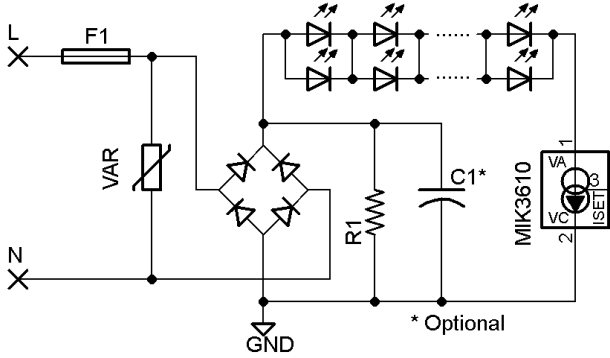 L
F1
VAR
N
GND
R1
C1*
* Optional
MIK3610
1
VA
3
ISET
VC
2